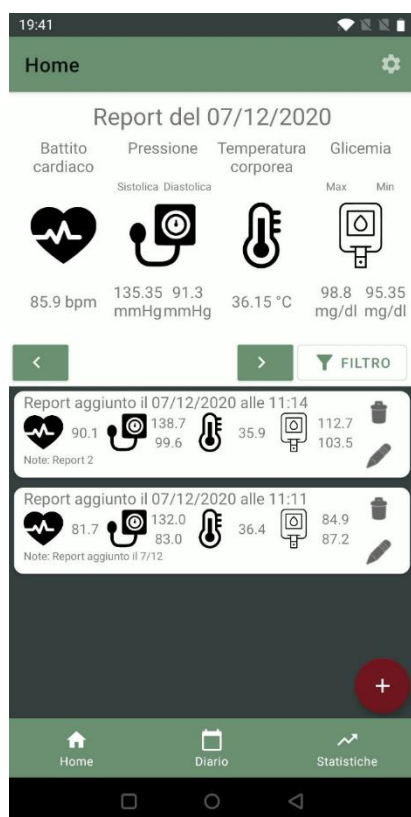 19:41
Home
Report del 07/12/2020
Battito cardiaco
Pressione
Temperatura corporea
Glicemia
Sistolica Diastolica
Max Min
85.9 bpm
135.35 91.3
mmHg mmHg
36.15 °C
98.8 95.35
mg/dl mg/dl
FILTRO
Report aggiunto il 07/12/2020 alle 11:14
90.1
138.7
99.6
35.9
112.7
103.5
Note: Report 2
Report aggiunto il 07/12/2020 alle 11:11
81.7
132.0
83.0
36.4
84.9
87.2
Note: Report aggiunto il 7/12
Home
Diario
Statistiche